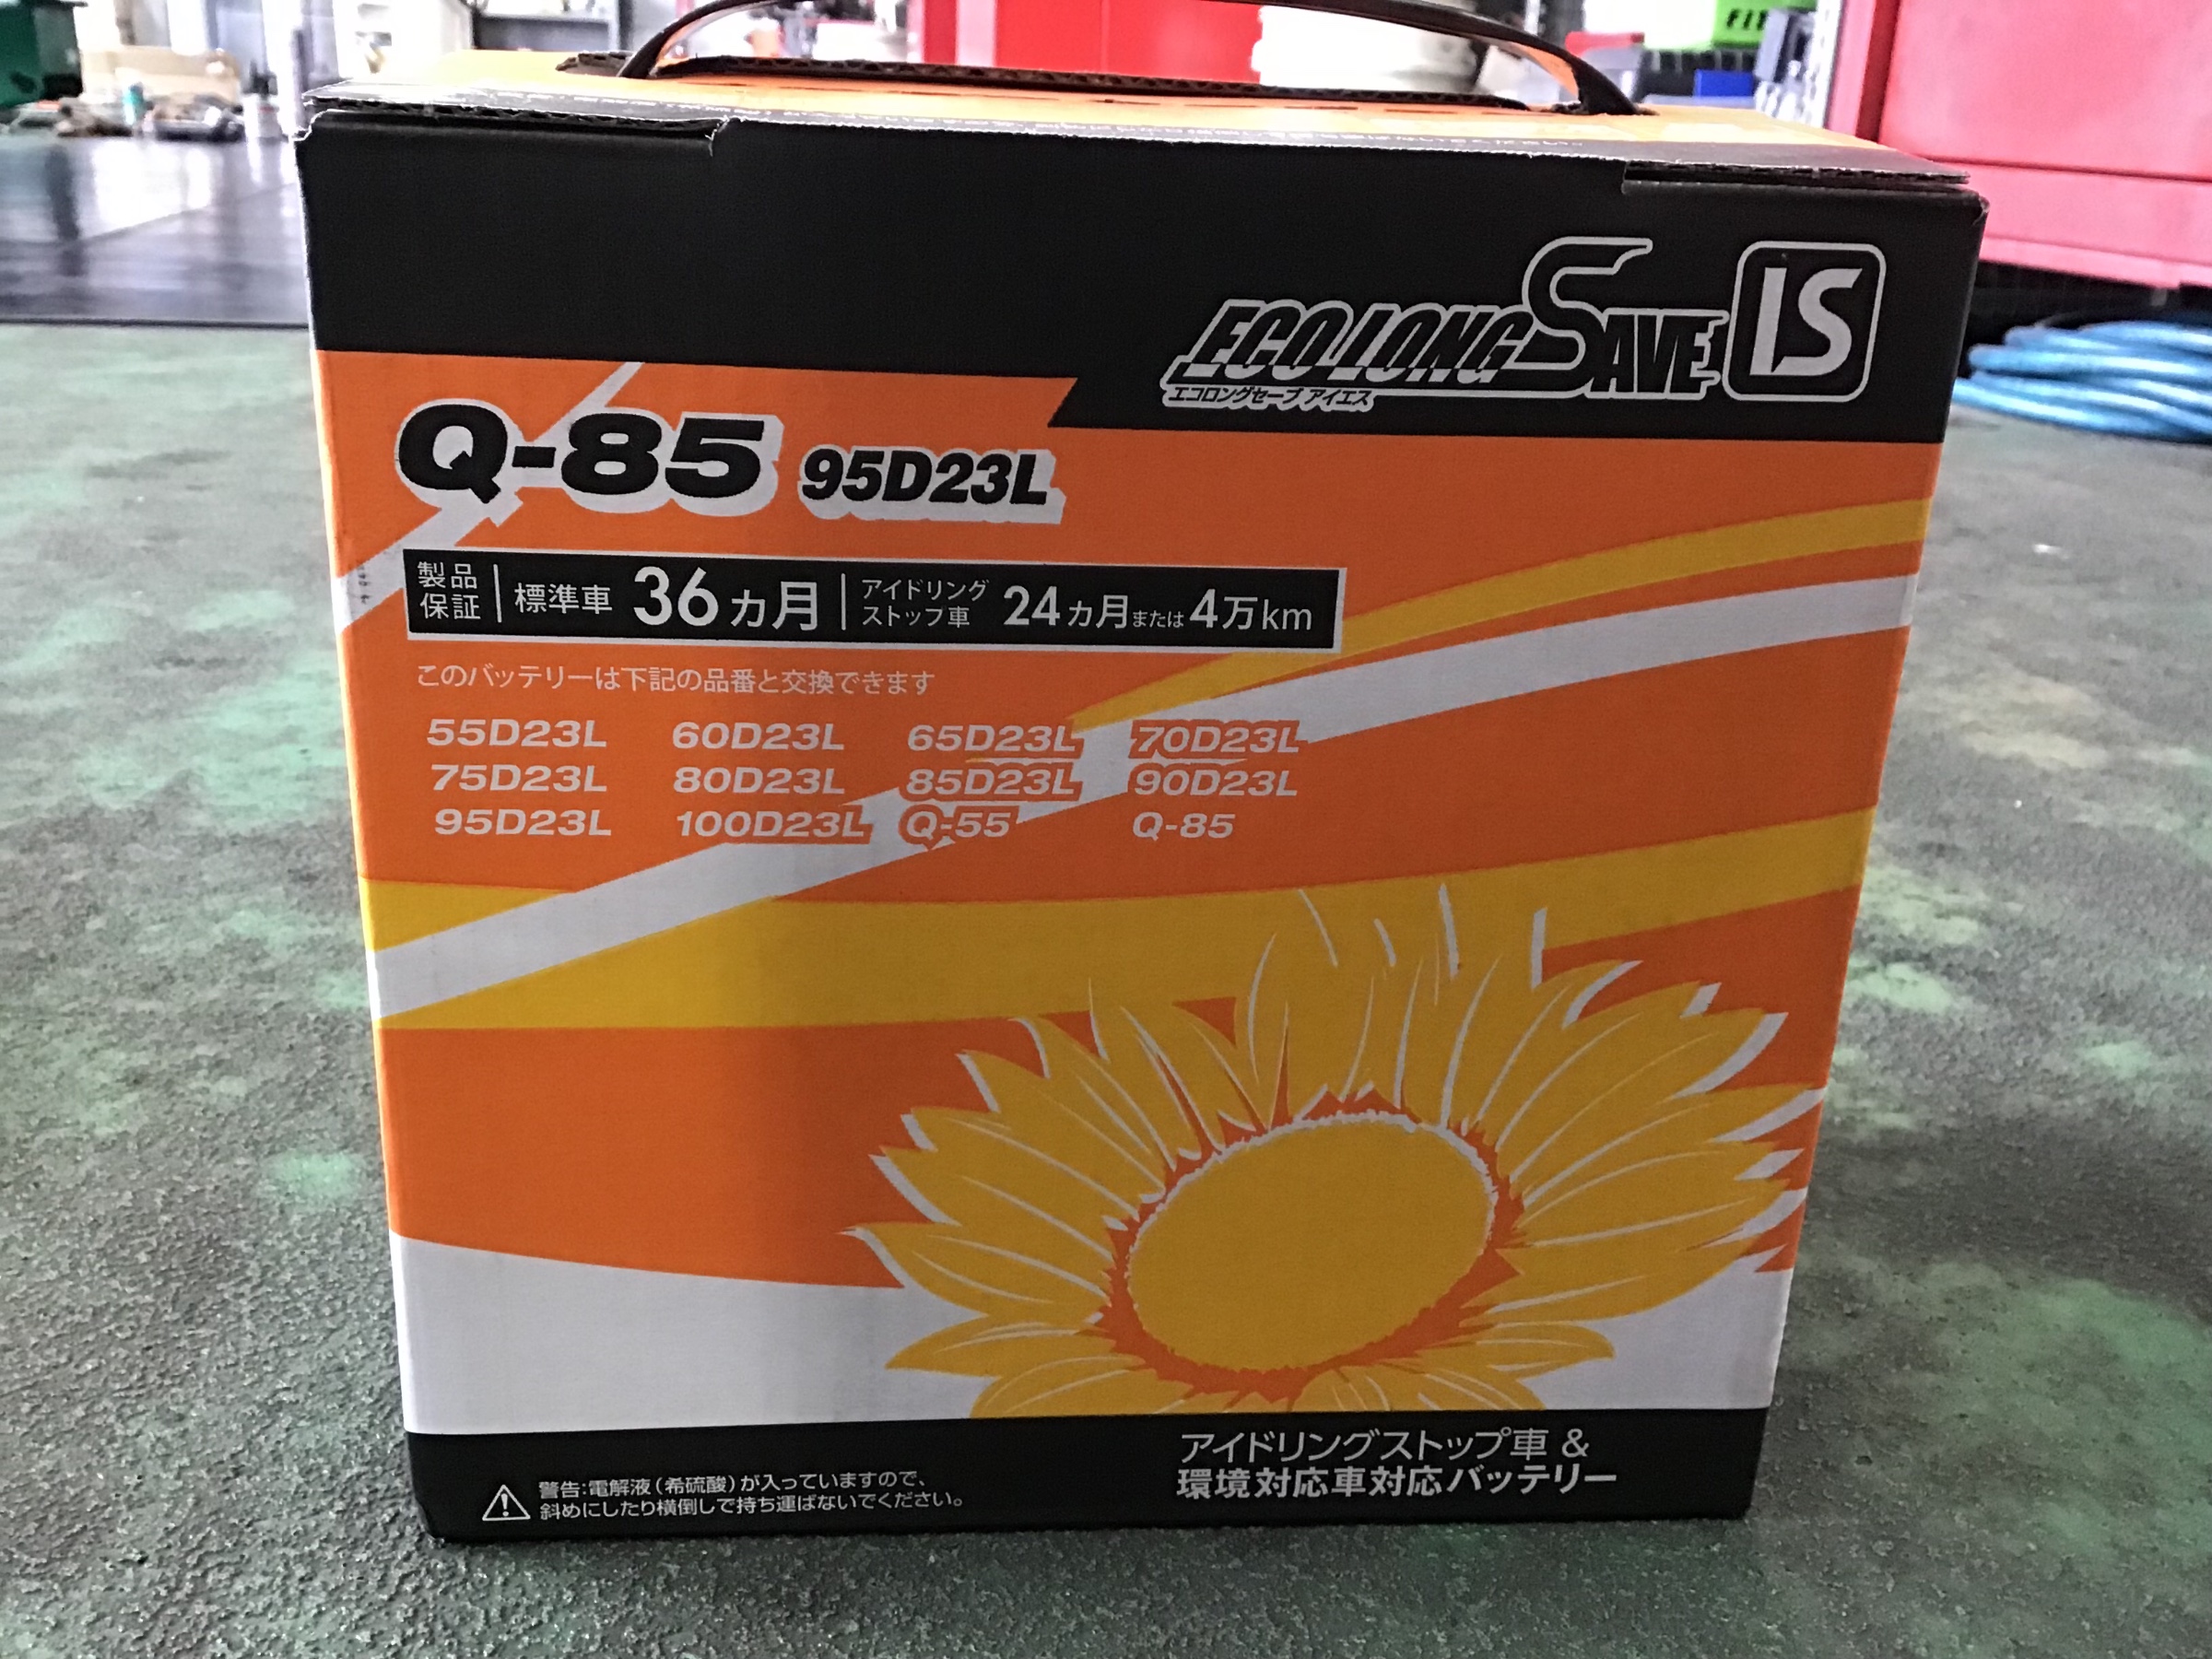 FIT
ECO LONG SAVE IS
エコロングセーブ アイエス
Q-85 95D23L
製品保証 標準車 36カ月 アイドリングストップ車 24カ月または4万km
このバッテリーは下記の品番と交換できます
55D23L 60D23L 65D23L 70D23L
75D23L 80D23L 85D23L 90D23L
95D23L 100D23L Q-55 Q-85
アイドリングストップ車 &
環境対応車対応バッテリー
警告:電解液(希硫酸)が入っていますので、
斜めにしたり横倒しで持ち運ばないでください。